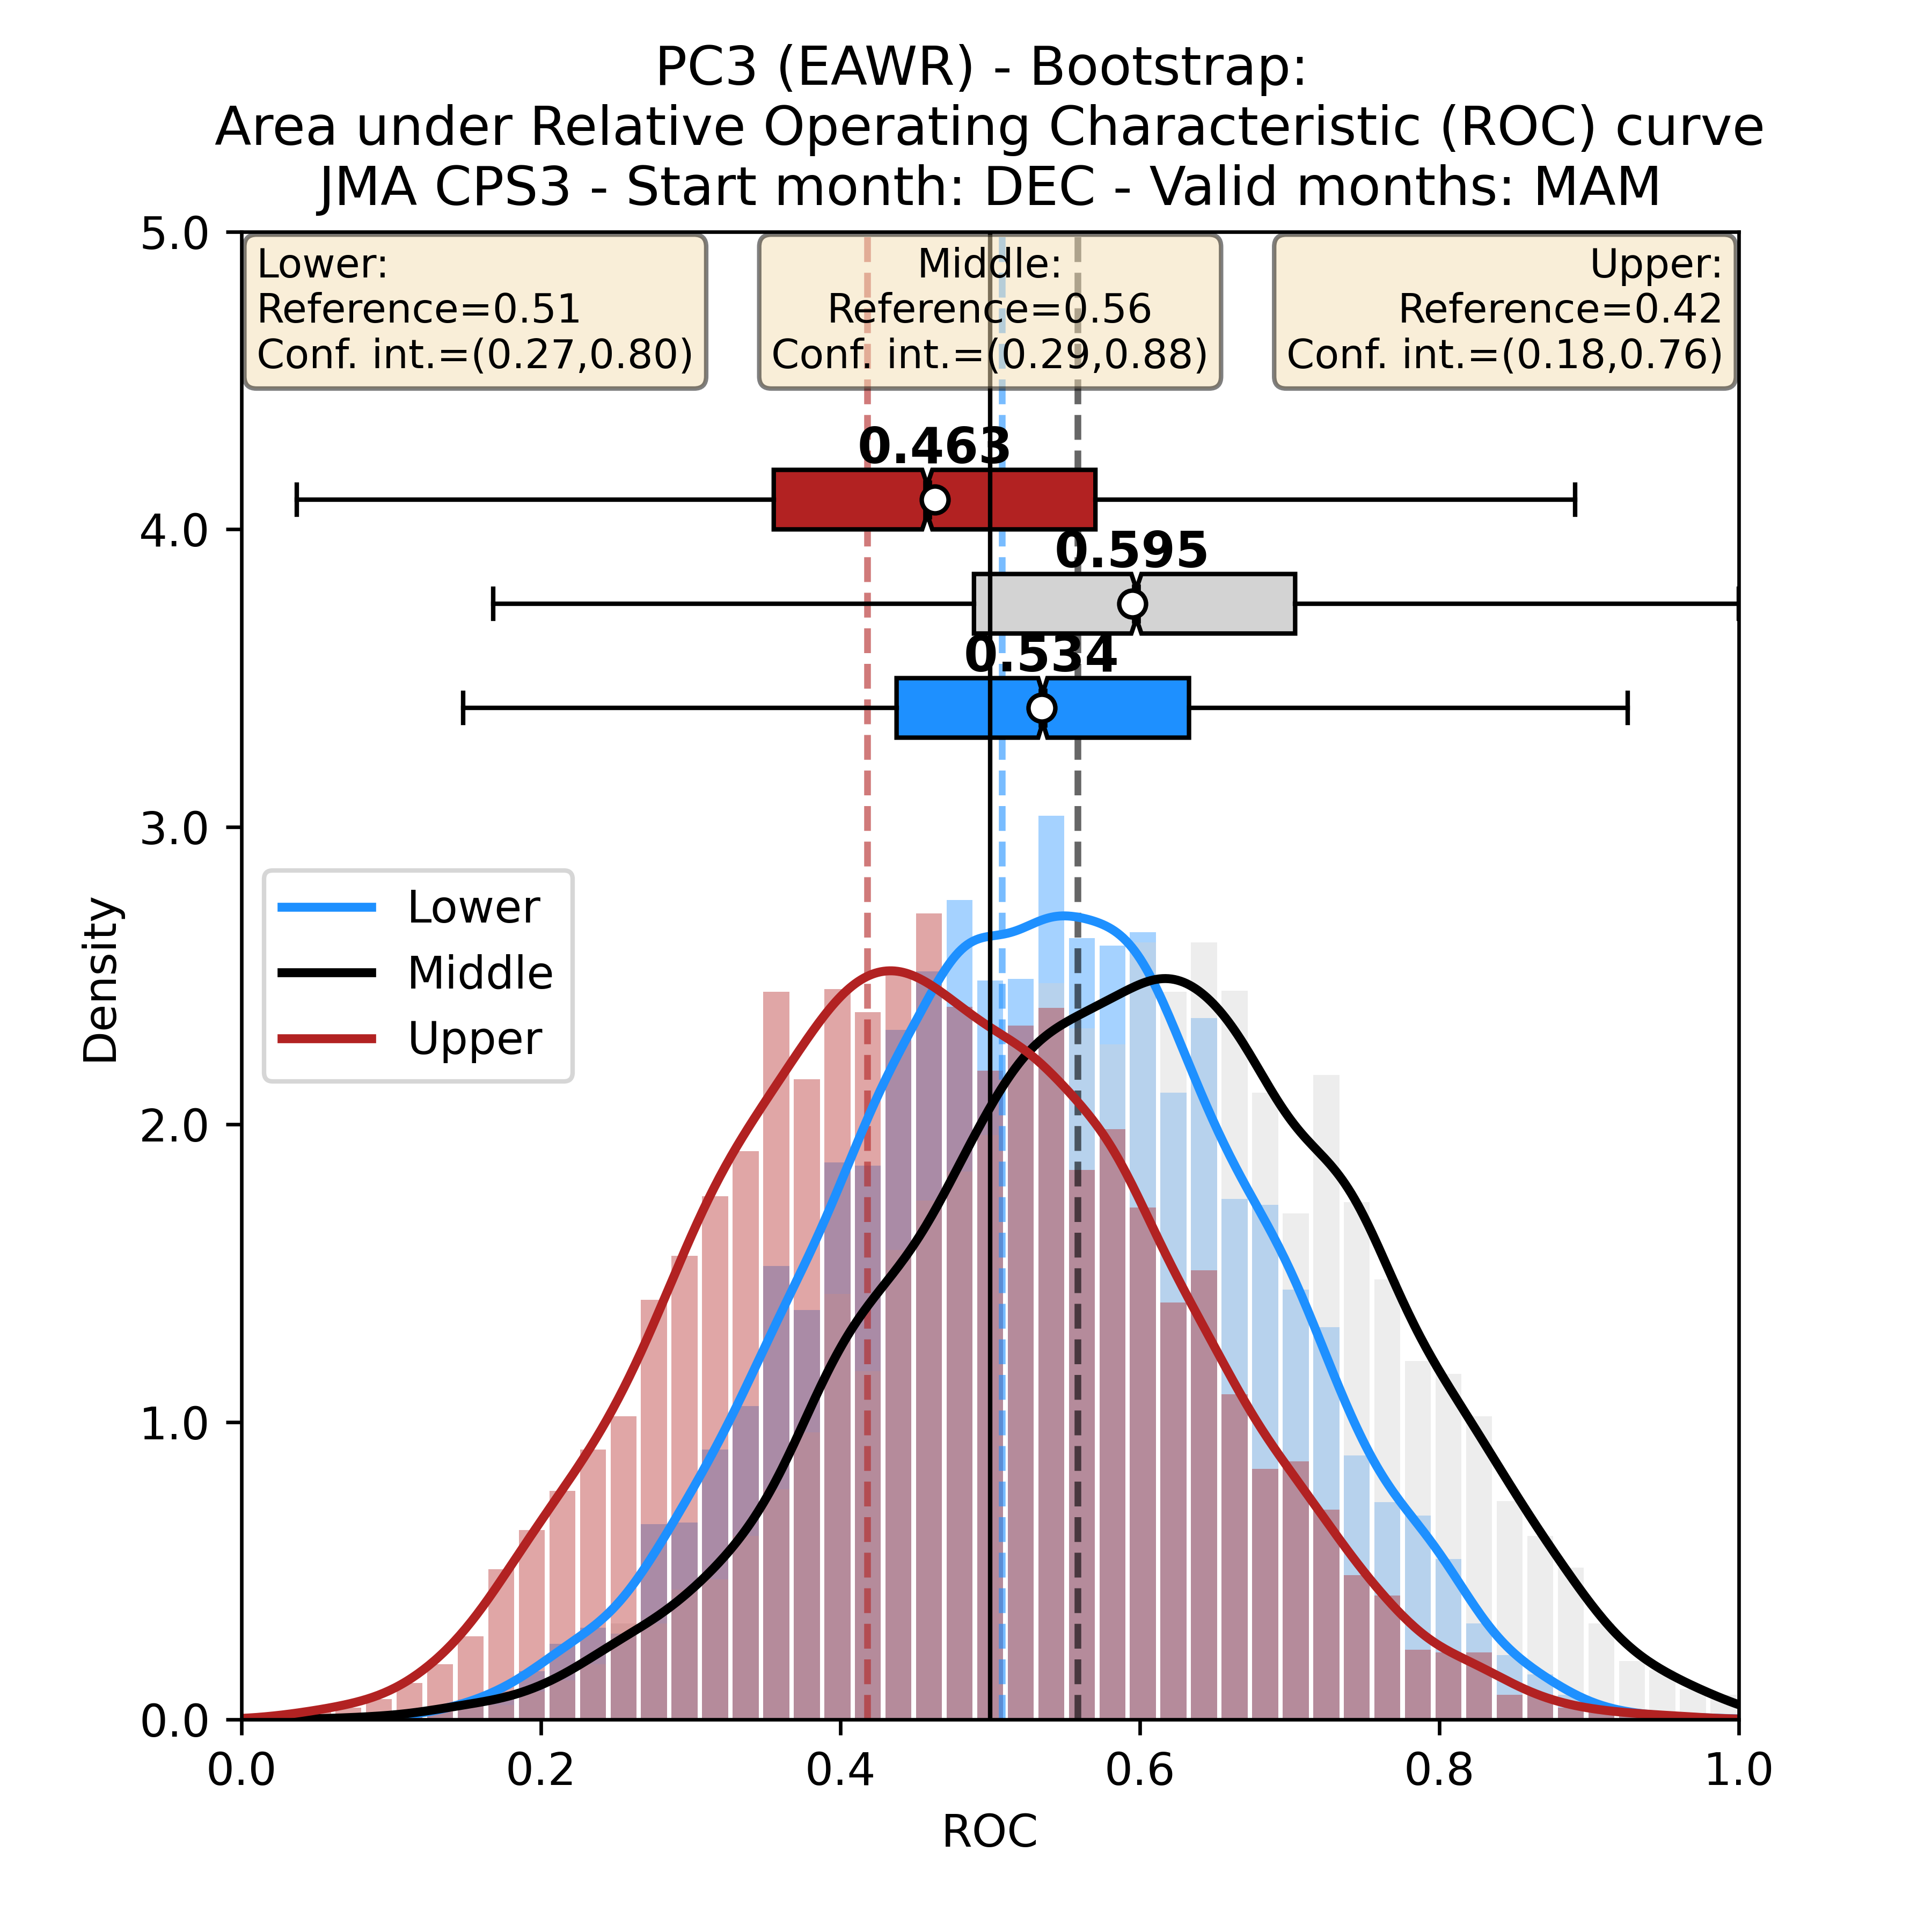 PC3 (EAWR) - Bootstrap:
Area under Relative Operating Characteristic (ROC) curve
JMA CPS3 - Start month: DEC - Valid months: MAM
Lower:
Reference=0.51
Conf. int.=(0.27,0.80)
Middle:
Reference=0.56
Conf. int.=(0.29,0.88)
Upper:
Reference=0.42
Conf. int.=(0.18,0.76)
0.463
0.595
0.534
Lower
Middle
Upper
Density
5.0
4.0
3.0
2.0
1.0
0.0
0.0 0.2 0.4 0.6 0.8 1.0
ROC